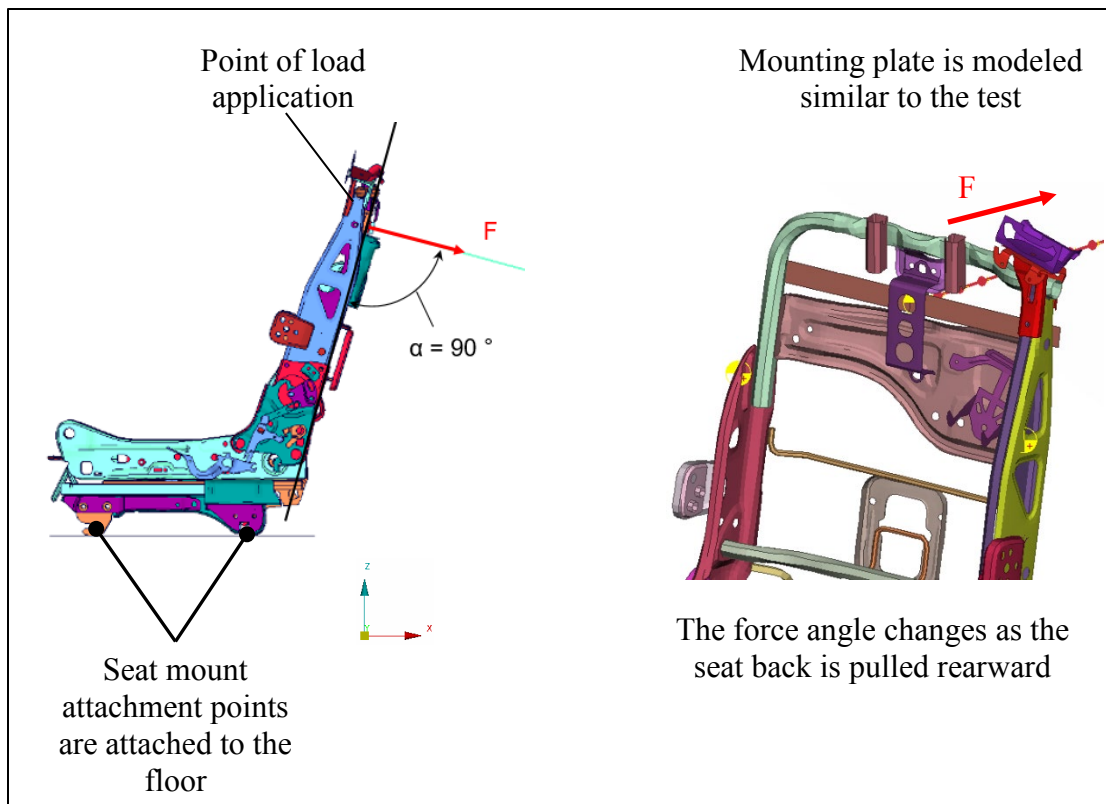 Point of load
application
Mounting plate is modeled
similar to the test
F
F
α = 90 °
z
Y
x
Seat mount
attachment points
are attached to the
floor
The force angle changes as the
seat back is pulled rearward